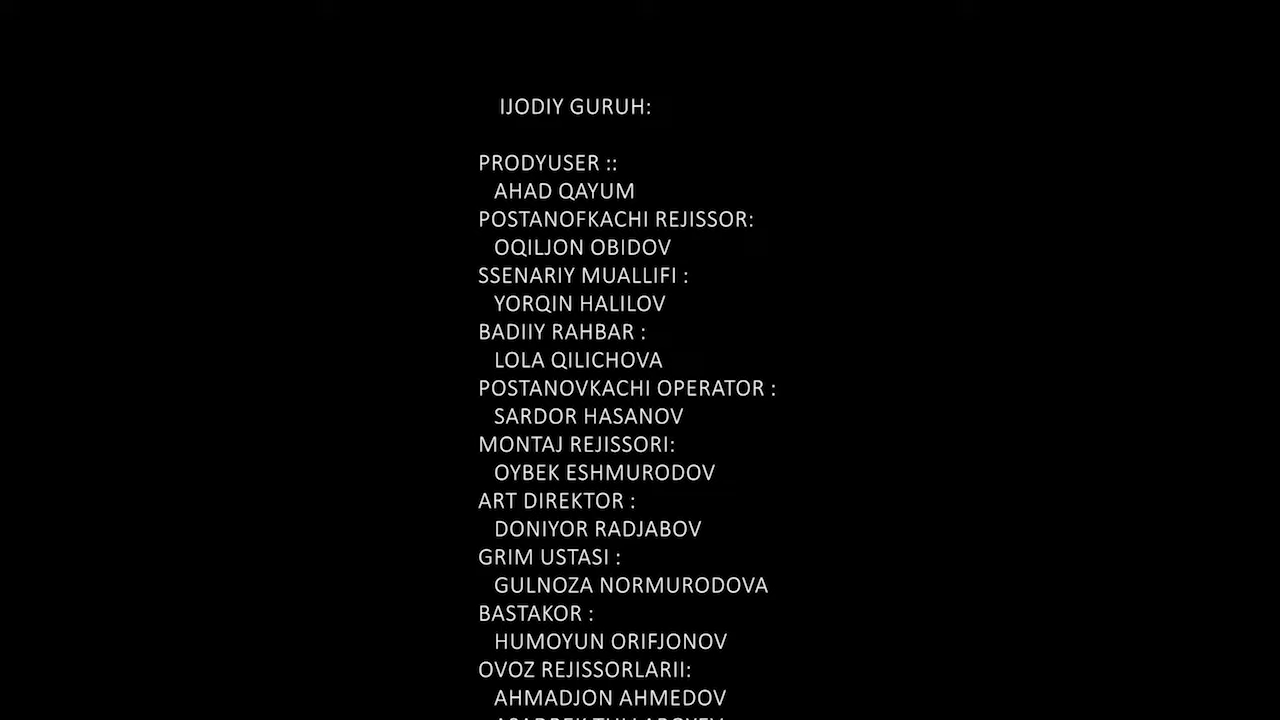 IJODIY GURUH:
PRODYUSER ::
AHAD QAYUM
POSTANOFKACHI REJISSOR:
OQILJON OBIDOV
SSENARIY MUALLIFI :
YORQIN HALILOV
BADIIY RAHBAR :
LOLA QILICHOVA
POSTANOVKACHI OPERATOR :
SARDOR HASANOV
MONTAJ REJISSORI:
OYBEK ESHMURODOV
ART DIREKTOR :
DONIYOR RADJABOV
GRIM USTASI :
GULNOZA NORMURODOVA
BASTAKOR :
HUMOYUN ORIFJONOV
OVOZ REJISSORLARII:
AHMADJON AHMEDOV